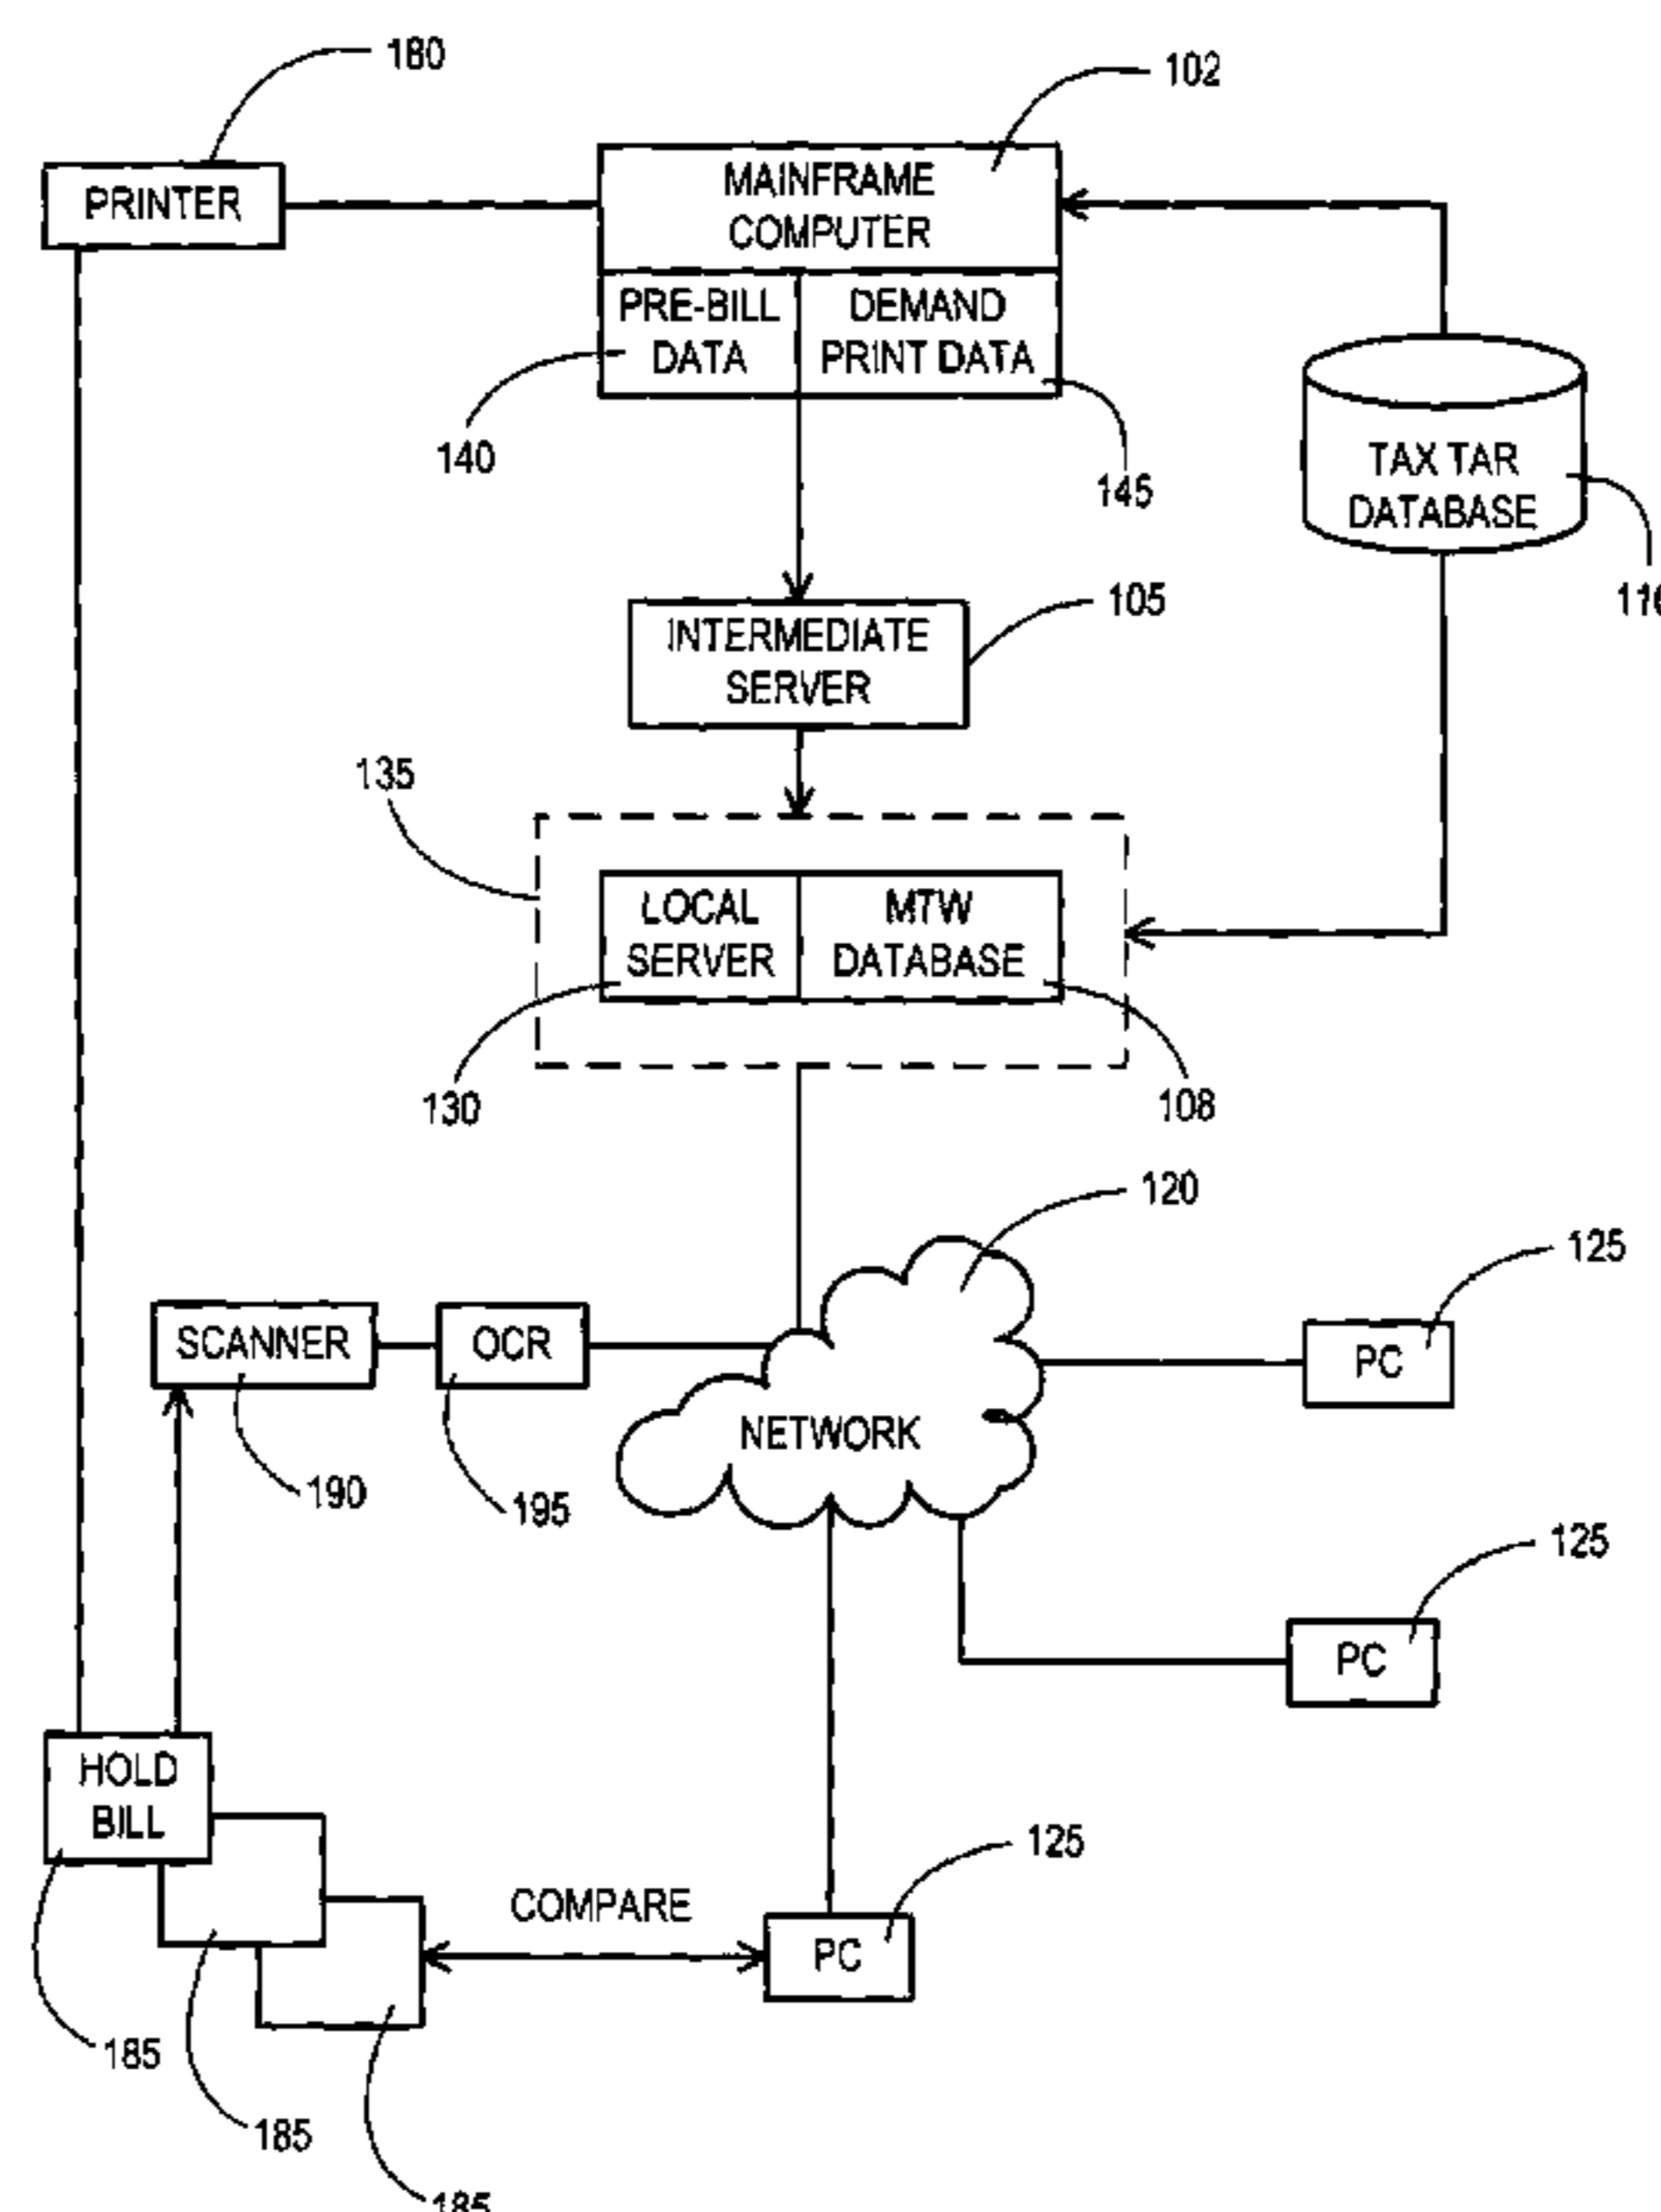 180
102
PRINTER
MAINFRAME
COMPUTER
PRE-BILL
DATA
DEMAND
PRINT DATA
140
145
TAX TAR
DATABASE
INTERMEDIATE
SERVER
105
135
LOCAL
SERVER
MTW
DATABASE
130
108
120
125
SCANNER
OCR
PC
NETWORK
190
195
125
PC
HOLD
BILL
125
COMPARE
PC
185
185
185